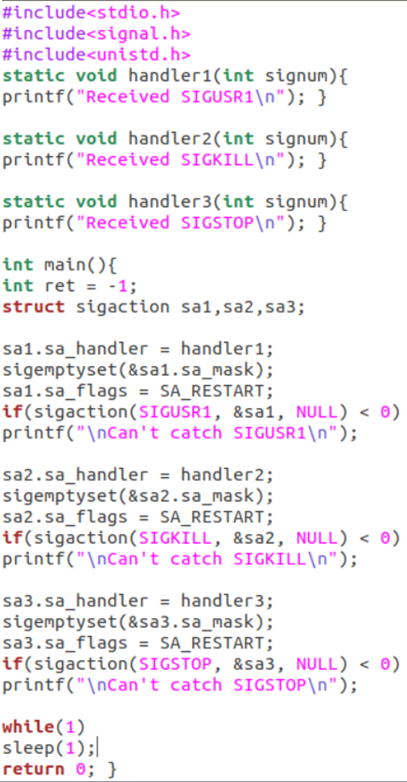 #include<stdio.h>
#include<signal.h>
#include<unistd.h>
static void handler1(int signum){
printf("Received SIGUSR1\n"); }
static void handler2(int signum){
printf("Received SIGKILL\n"); }
static void handler3(int signum){
printf("Received SIGSTOP\n"); }
int main(){
int ret = -1;
struct sigaction sa1,sa2,sa3;
sa1.sa_handler = handler1;
sigemptyset(&sa1.sa_mask);
sa1.sa_flags = SA_RESTART;
if(sigaction(SIGUSR1, &sa1, NULL) < 0)
printf("\nCan't catch SIGUSR1\n");
sa2.sa_handler = handler2;
sigemptyset(&sa2.sa_mask);
sa2.sa_flags = SA_RESTART;
if(sigaction(SIGKILL, &sa2, NULL) < 0)
printf("\nCan't catch SIGKILL\n");
sa3.sa_handler = handler3;
sigemptyset(&sa3.sa_mask);
sa3.sa_flags = SA_RESTART;
if(sigaction(SIGSTOP, &sa3, NULL) < 0)
printf("\nCan't catch SIGSTOP\n");
while(1)
sleep(1);
return 0; }